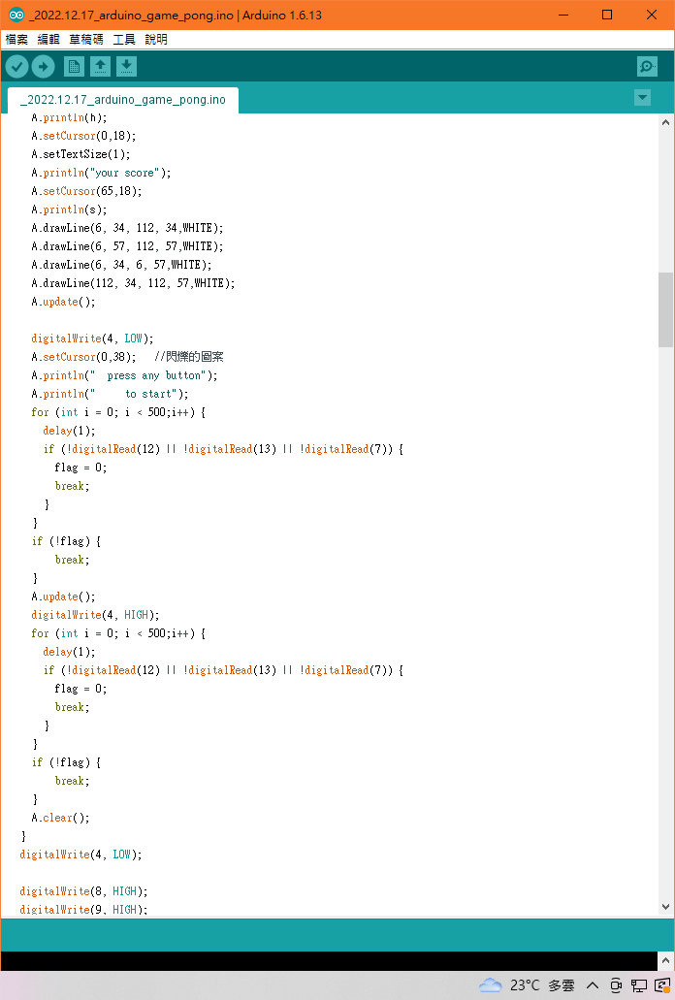 _2022.12.17_arduino_game_pong.ino | Arduino 1.6.13
檔案 編輯 草稿碼 工具 說明
_2022.12.17_arduino_game_pong.ino
A.println(h);
A.setCursor(0,18);
A.setTextSize(1);
A.println("your score");
A.setCursor(65,18);
A.println(s);
A.drawLine(6, 34, 112, 34,WHITE);
A.drawLine(6, 57, 112, 57,WHITE);
A.drawLine(6, 34, 6, 57,WHITE);
A.drawLine(112, 34, 112, 57,WHITE);
A.update();
digitalWrite(4, LOW);
A.setCursor(0,38);   //閃爍的圖案
A.println("  press any button");
A.println("     to start");
for (int i = 0; i < 500;i++) {
delay(1);
if (!digitalRead(12) || !digitalRead(13) || !digitalRead(7)) {
flag = 0;
break;
}
}
if (!flag) {
break;
}
A.update();
digitalWrite(4, HIGH);
for (int i = 0; i < 500;i++) {
delay(1);
if (!digitalRead(12) || !digitalRead(13) || !digitalRead(7)) {
flag = 0;
break;
}
}
if (!flag) {
break;
}
A.clear();
}
digitalWrite(4, LOW);
digitalWrite(8, HIGH);
digitalWrite(9, HIGH);
23°C 多雲